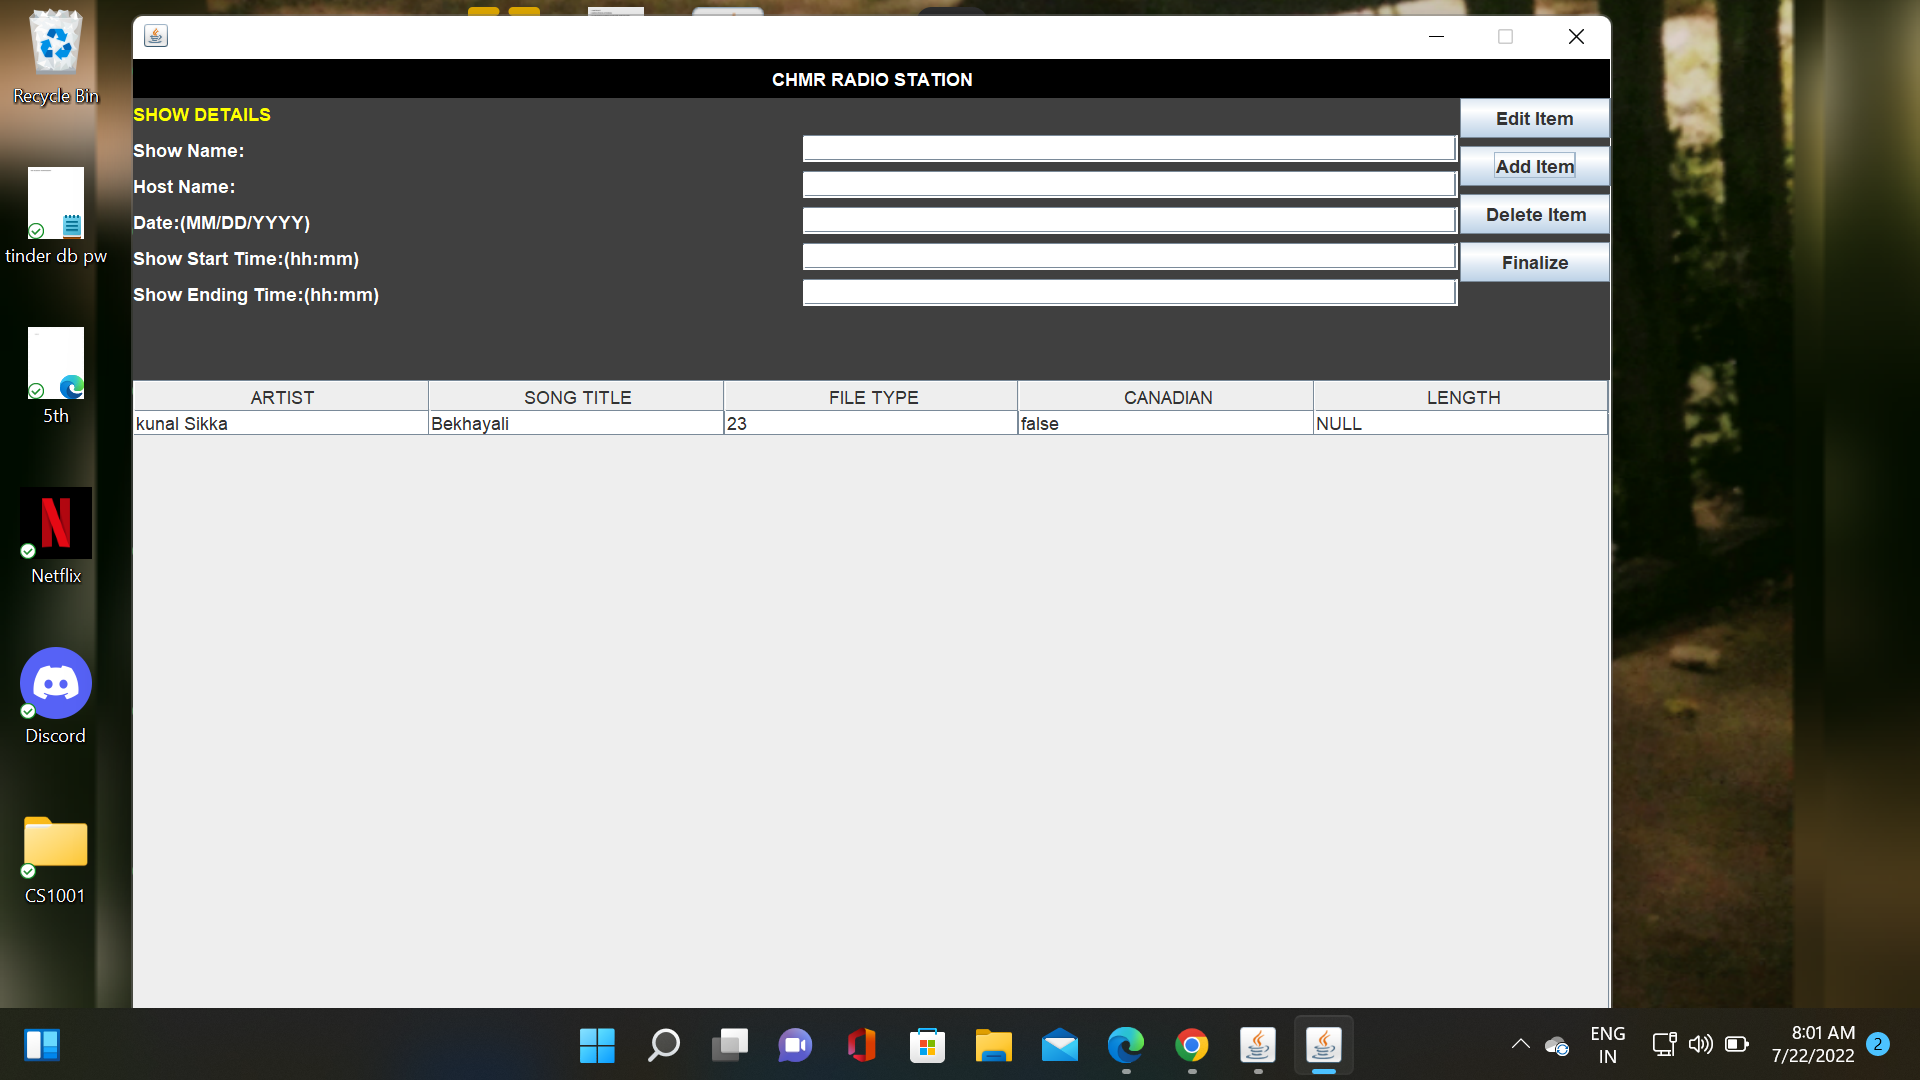 CHMR RADIO STATION
SHOW DETAILS
Show Name:
Host Name:
Date:(MM/DD/YYYY)
Show Start Time:(hh:mm)
Show Ending Time:(hh:mm)
Edit Item
Add Item
Delete Item
Finalize
ARTIST SONG TITLE FILE TYPE CANADIAN LENGTH
kunal Sikka Bekhayali 23 false NULL
Recycle Bin
tinder db pw
5th
Netflix
Discord
CS1001
ENG
IN
8:01 AM
7/22/2022
2